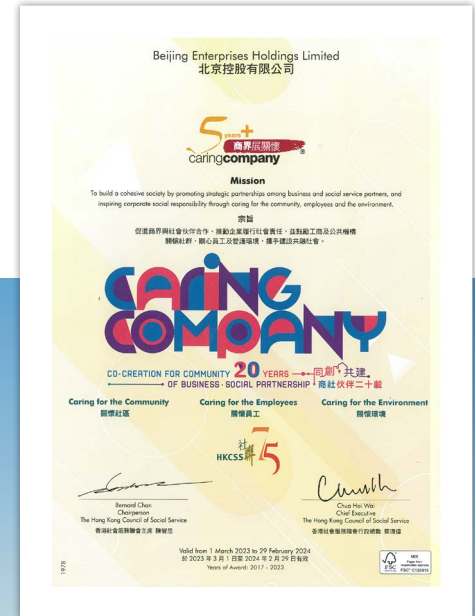 Beijing Enterprises Holdings Limited
北京控股有限公司
5 years+
商界展關懷
caringcompany®
Mission
To build a cohesive society by promoting strategic partnerships among business and social service partners, and
inspiring corporate social responsibility through caring for the community, employees and the environment.
宗旨
促進商界與社會伙伴合作、推動企業履行社會責任,並鼓勵工商及公共機構
關懷社群、關心員工及愛護環境,攜手建設共融社會。
CARING
COMPANY
CO-CREATION FOR COMMUNITY 20 YEARS 同創 共建
OF BUSINESS · SOCIAL PARTNERSHIP 商社伙伴二十載
Caring for the Community Caring for the Employees Caring for the Environment
關懷社區 關懷員工 關懷環境
HKCSS 社聯 75
Bernard Chan Chua Hoi Wai
Chairperson Chief Executive
The Hong Kong Council of Social Service The Hong Kong Council of Social Service
香港社會服務聯會主席 陳智思 香港社會服務聯會行政總裁 蔡海偉
Valid from 1 March 2023 to 29 February 2024
於 2023 年 3 月 1 日至 2024 年 2 月 29 日有效
Years of Award: 2017 - 2023
1978
FSC
MIX